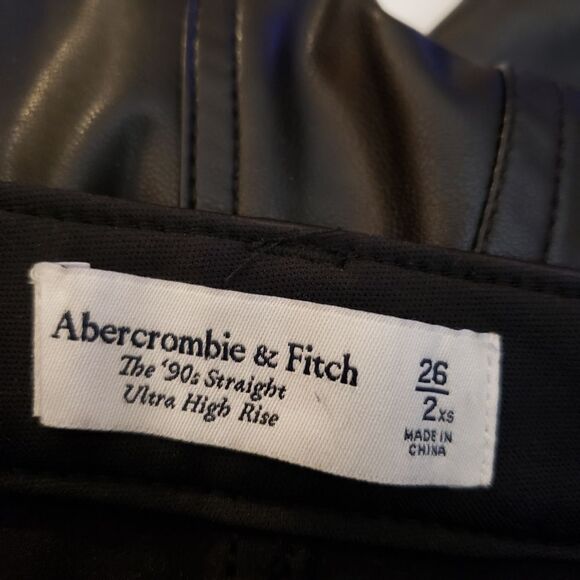 Abercrombie & Fitch
The '90s Straight
Ultra High Rise
26
2xs
MADE IN
CHINA